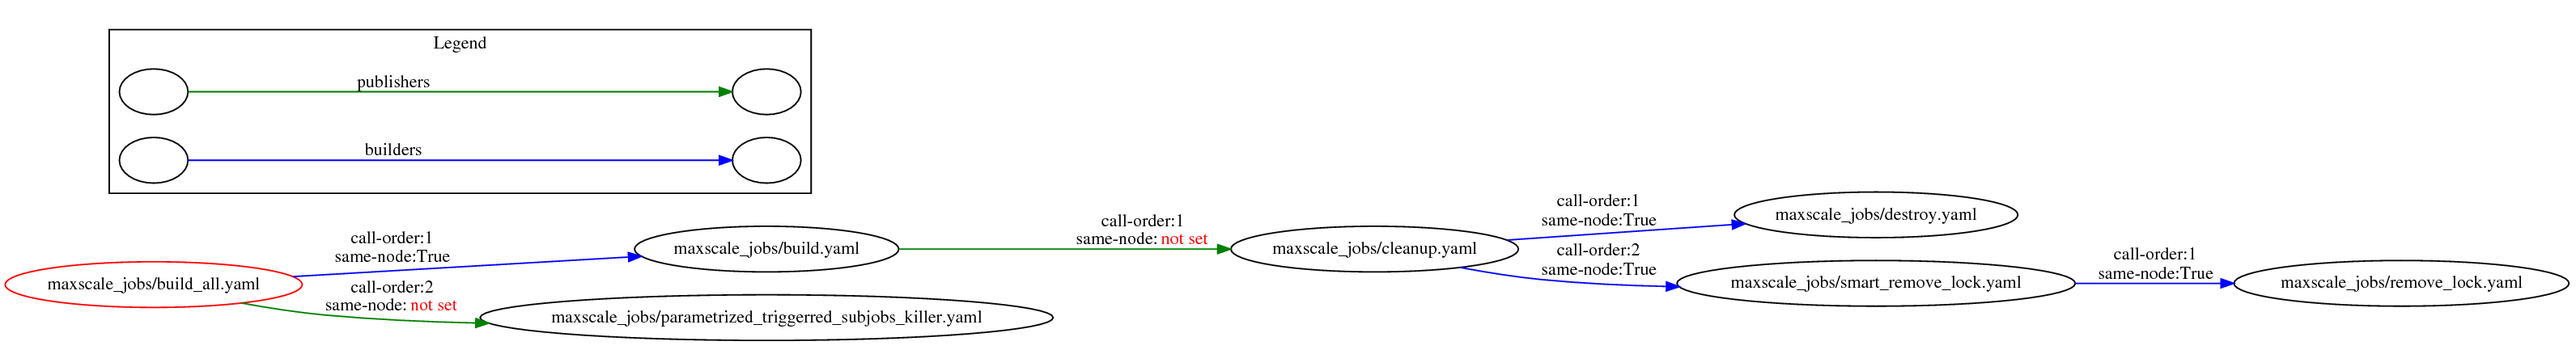 Legend
publishers
builders
call-order:1
same-node:True
maxscale_jobs/build_all.yaml
call-order:2
same-node: not set
maxscale_jobs/build.yaml
maxscale_jobs/parametrized_triggerred_subjobs_killer.yaml
call-order:1
same-node: not set
maxscale_jobs/cleanup.yaml
call-order:1
same-node:True
call-order:2
same-node:True
maxscale_jobs/destroy.yaml
maxscale_jobs/smart_remove_lock.yaml
call-order:1
same-node:True
maxscale_jobs/remove_lock.yaml